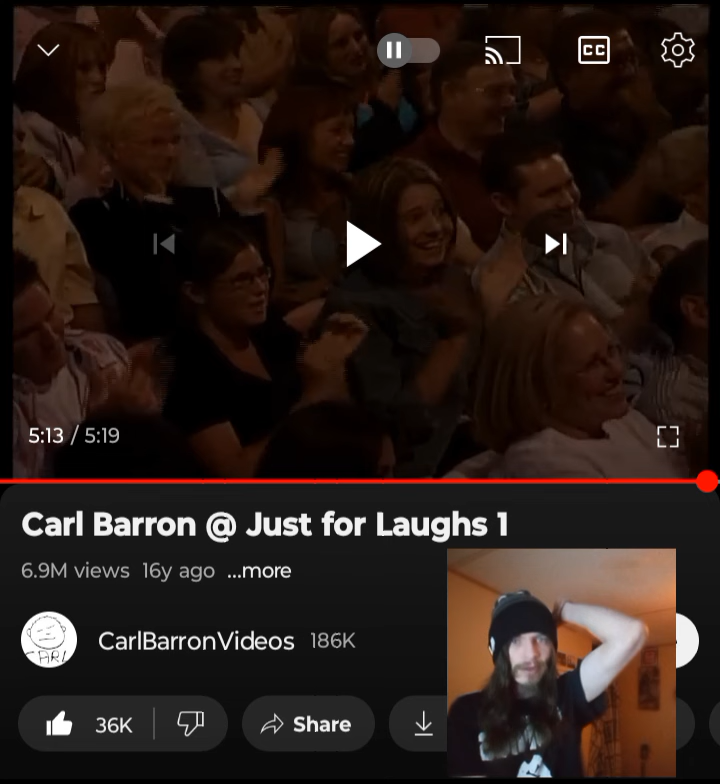 CC
5:13 / 5:19
Carl Barron @ Just for Laughs 1
6.9M views 16y ago ...more
CARL
CarlBarronVideos 186K
36K
Share